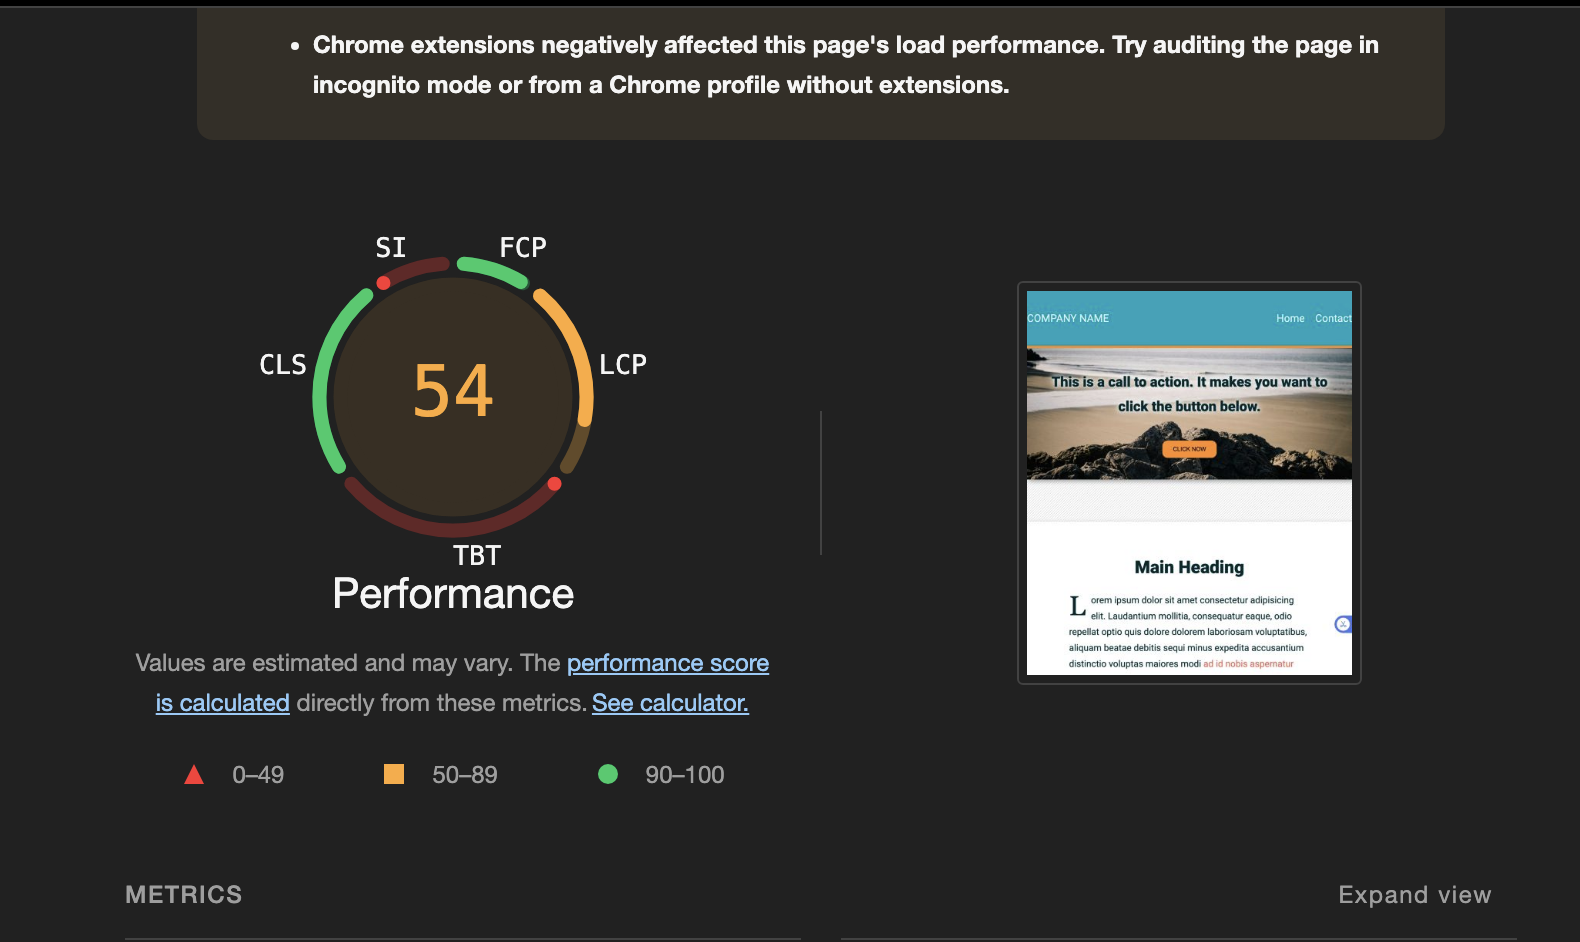 Chrome extensions negatively affected this page's load performance. Try auditing the page in
incognito mode or from a Chrome profile without extensions.
SI
FCP
CLS
LCP
54
TBT
Performance
Values are estimated and may vary. The performance score
is calculated directly from these metrics. See calculator.
0–49
50–89
90–100
COMPANY NAME
Home
Contact
This is a call to action. It makes you want to
click the button below.
CLICK NOW
Main Heading
Lorem ipsum dolor sit amet consectetur adipisicing
elit. Laudantium mollitia, consequatur eaque, odio
repellat optio quis dolore dolorem laboriosam voluptatibus,
aliquam beatae debitis sequi minus expedita accusantium
distinctio voluptas maiores modi ad id nobis aspernatur
METRICS
Expand view